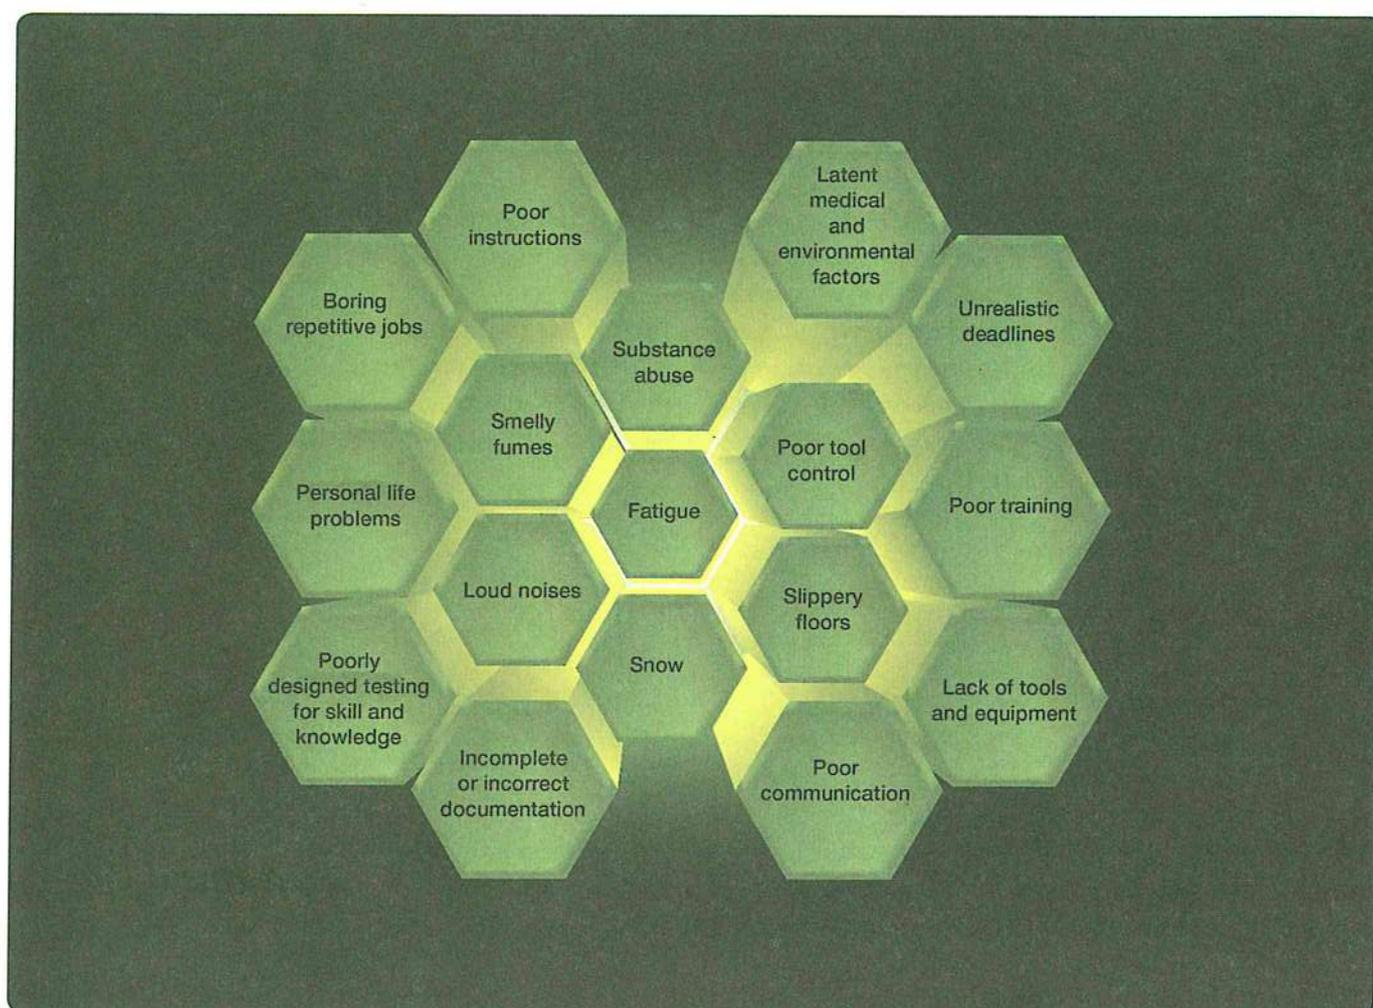 Poor
instructions
Latent
medical
and
environmental
factors
Boring
repetitive jobs
Unrealistic
deadlines
Substance
abuse
Smelly
fumes
Poor tool
control
Personal life
problems
Fatigue
Poor training
Loud noises
Slippery
floors
Poorly
designed testing
for skill and
knowledge
Snow
Lack of tools
and equipment
Incomplete
or incorrect
documentation
Poor
communication